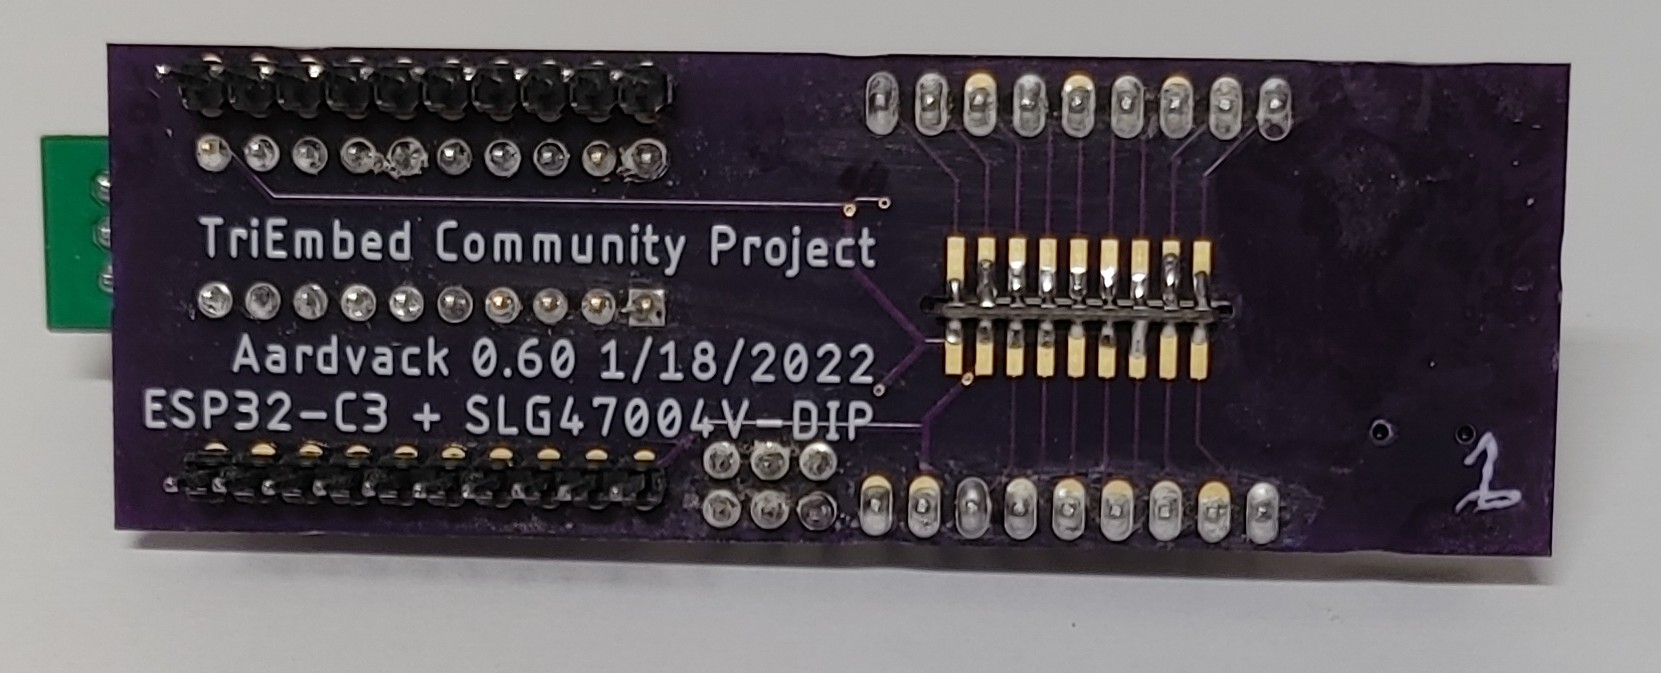 TriEmbed Community Project
Aardvack 0.60 1/18/2022
ESP32-C3 + SLG47004V-DIP
1